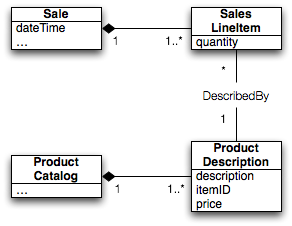 Sale
dateTime
...
1
1..*
Sales
LineItem
quantity
*
DescribedBy
1
Product
Catalog
...
1
1..*
Product
Description
description
itemID
price